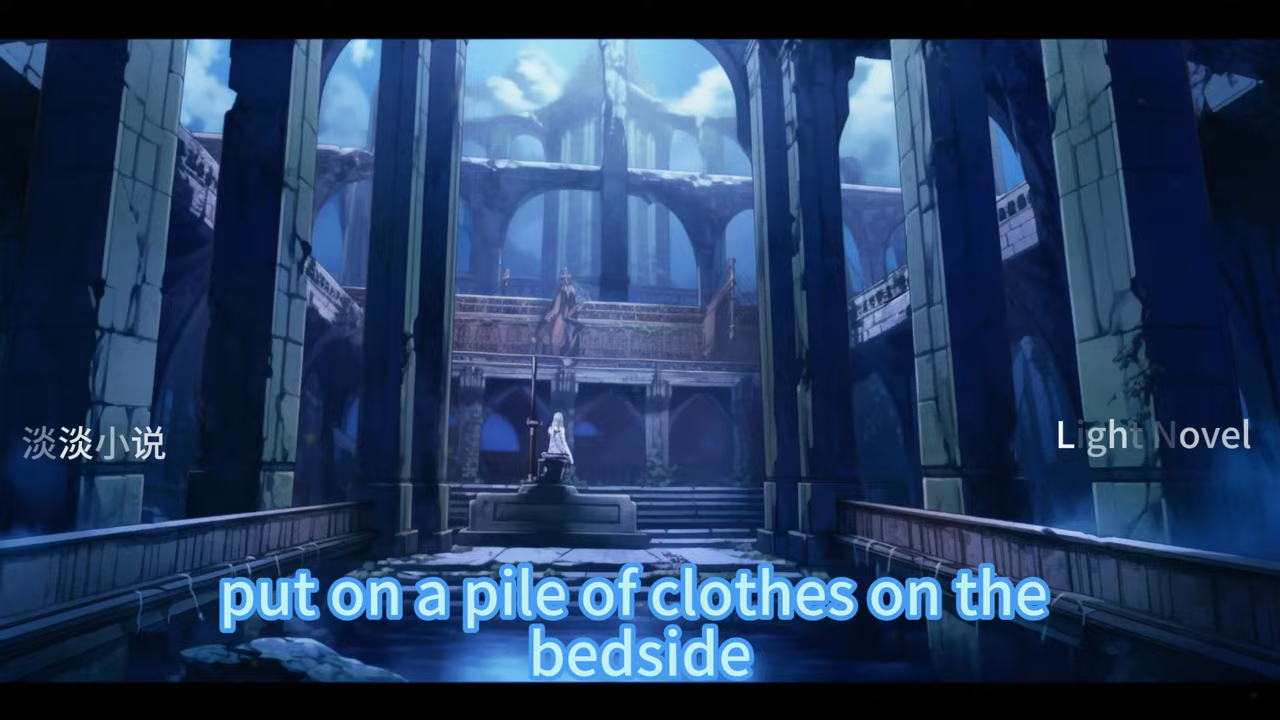 淡淡小说
Light Novel
put on a pile of clothes on the
bedside